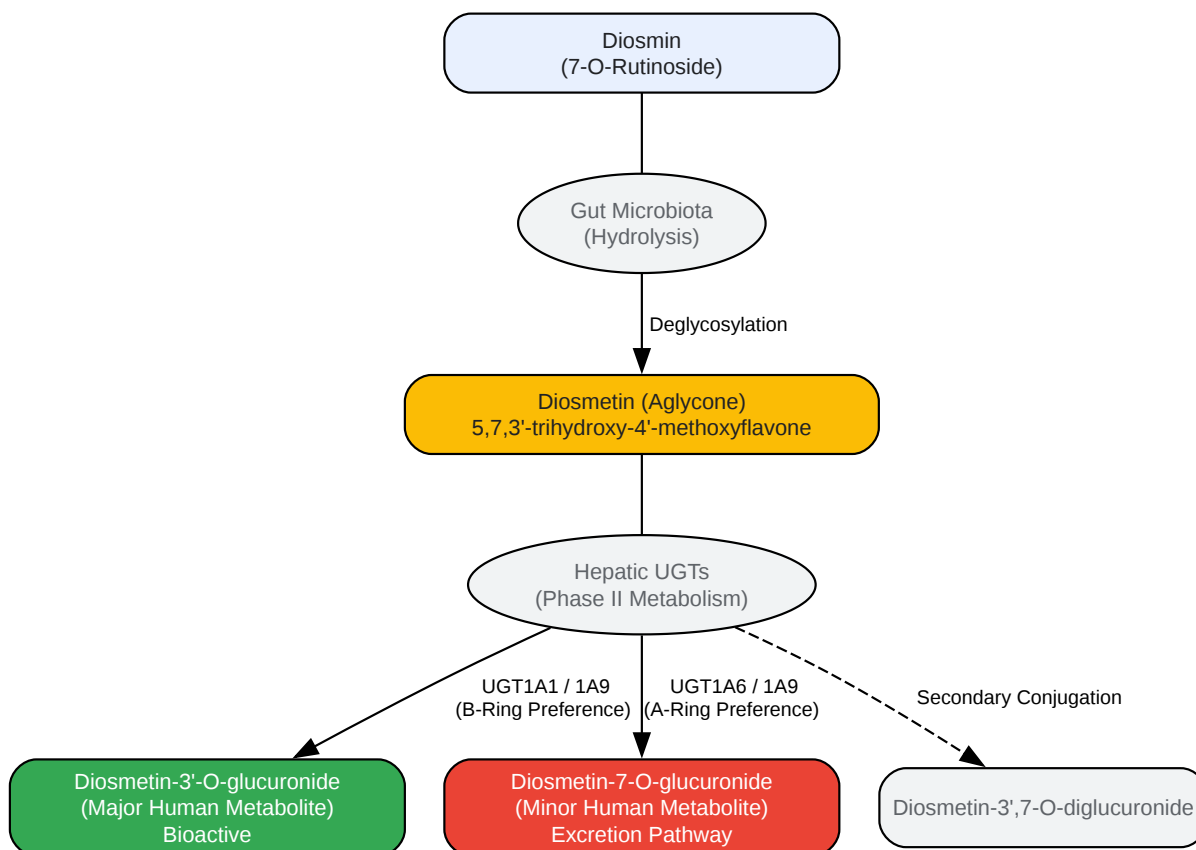 Diosmin
(7-O-Rutinoside)
Gut Microbiota
(Hydrolysis)
Deglycosylation
Diosmetin (Aglycone)
5,7,3'-trihydroxy-4'-methoxyflavone
Hepatic UGTs
(Phase II Metabolism)
UGT1A1 / 1A9
(B-Ring Preference)
UGT1A6 / 1A9
(A-Ring Preference)
Secondary Conjugation
Diosmetin-3'-O-glucuronide
(Major Human Metabolite)
Bioactive
Diosmetin-7-O-glucuronide
(Minor Human Metabolite)
Excretion Pathway
Diosmetin-3',7-O-diglucuronide